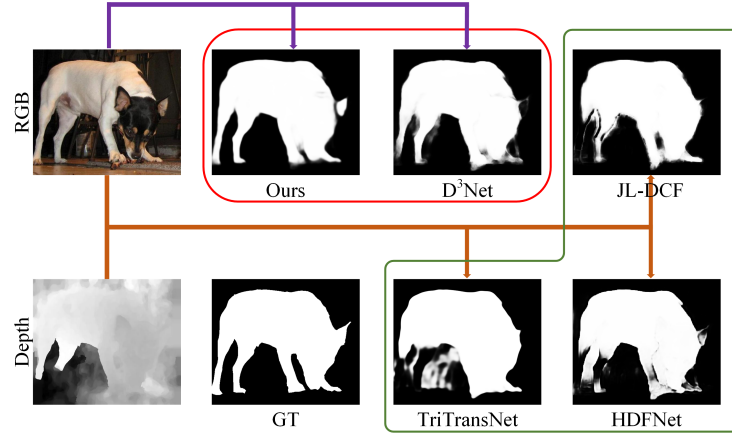 RGB
Ours
D³Net
JL-DCF
Depth
GT
TriTransNet
HDFNet